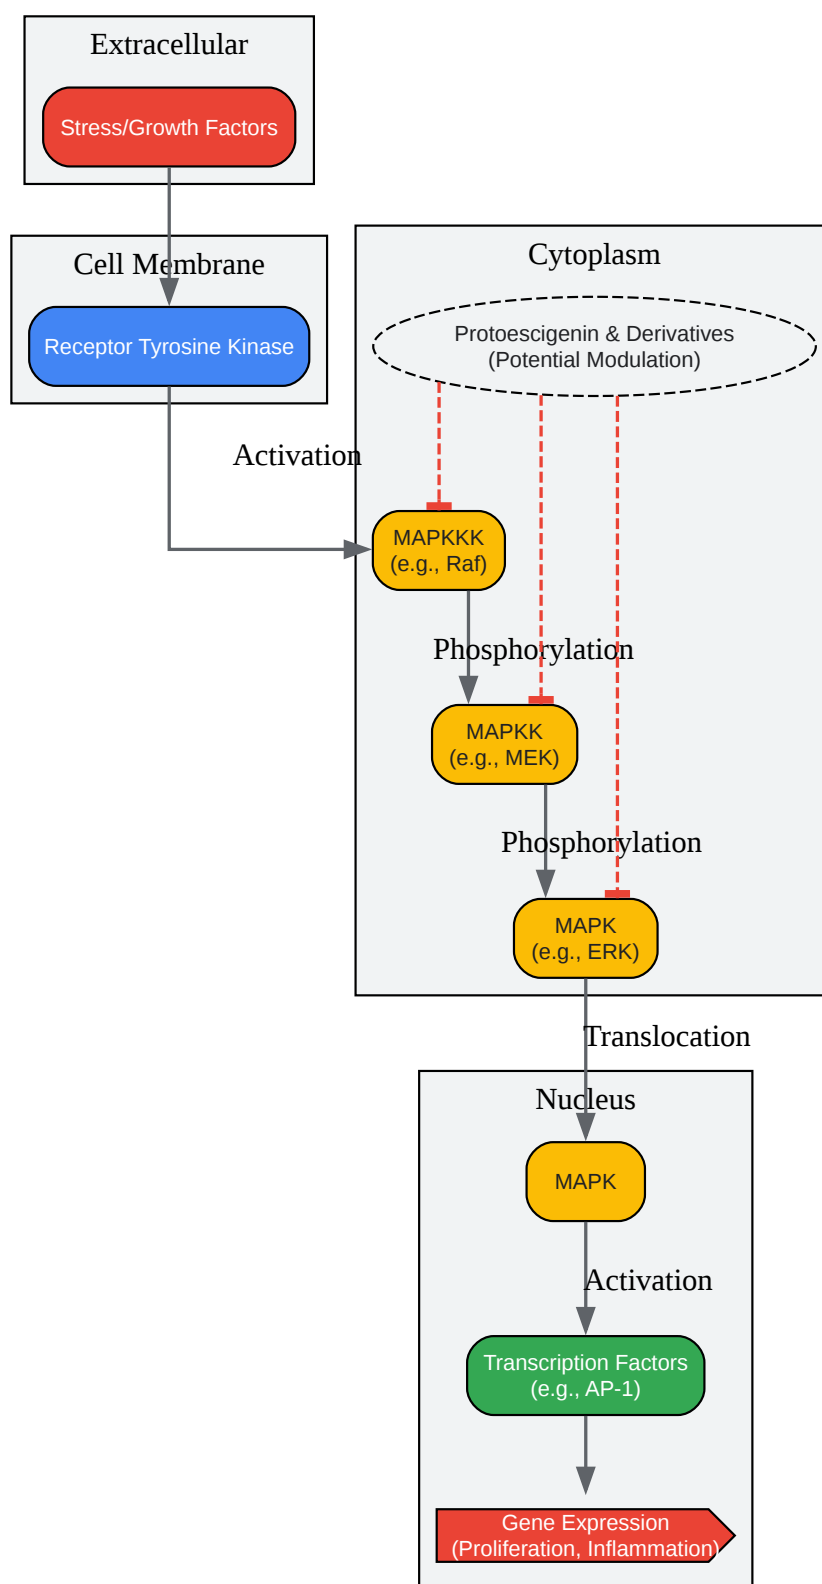 Extracellular
Stress/Growth Factors
Cell Membrane
Receptor Tyrosine Kinase
Cytoplasm
Protoescigenin & Derivatives
(Potential Modulation)
Activation
MAPKKK
(e.g., Raf)
Phosphorylation
MAPKK
(e.g., MEK)
Phosphorylation
MAPK
(e.g., ERK)
Translocation
Nucleus
MAPK
Activation
Transcription Factors
(e.g., AP-1)
Gene Expression
(Proliferation, Inflammation)